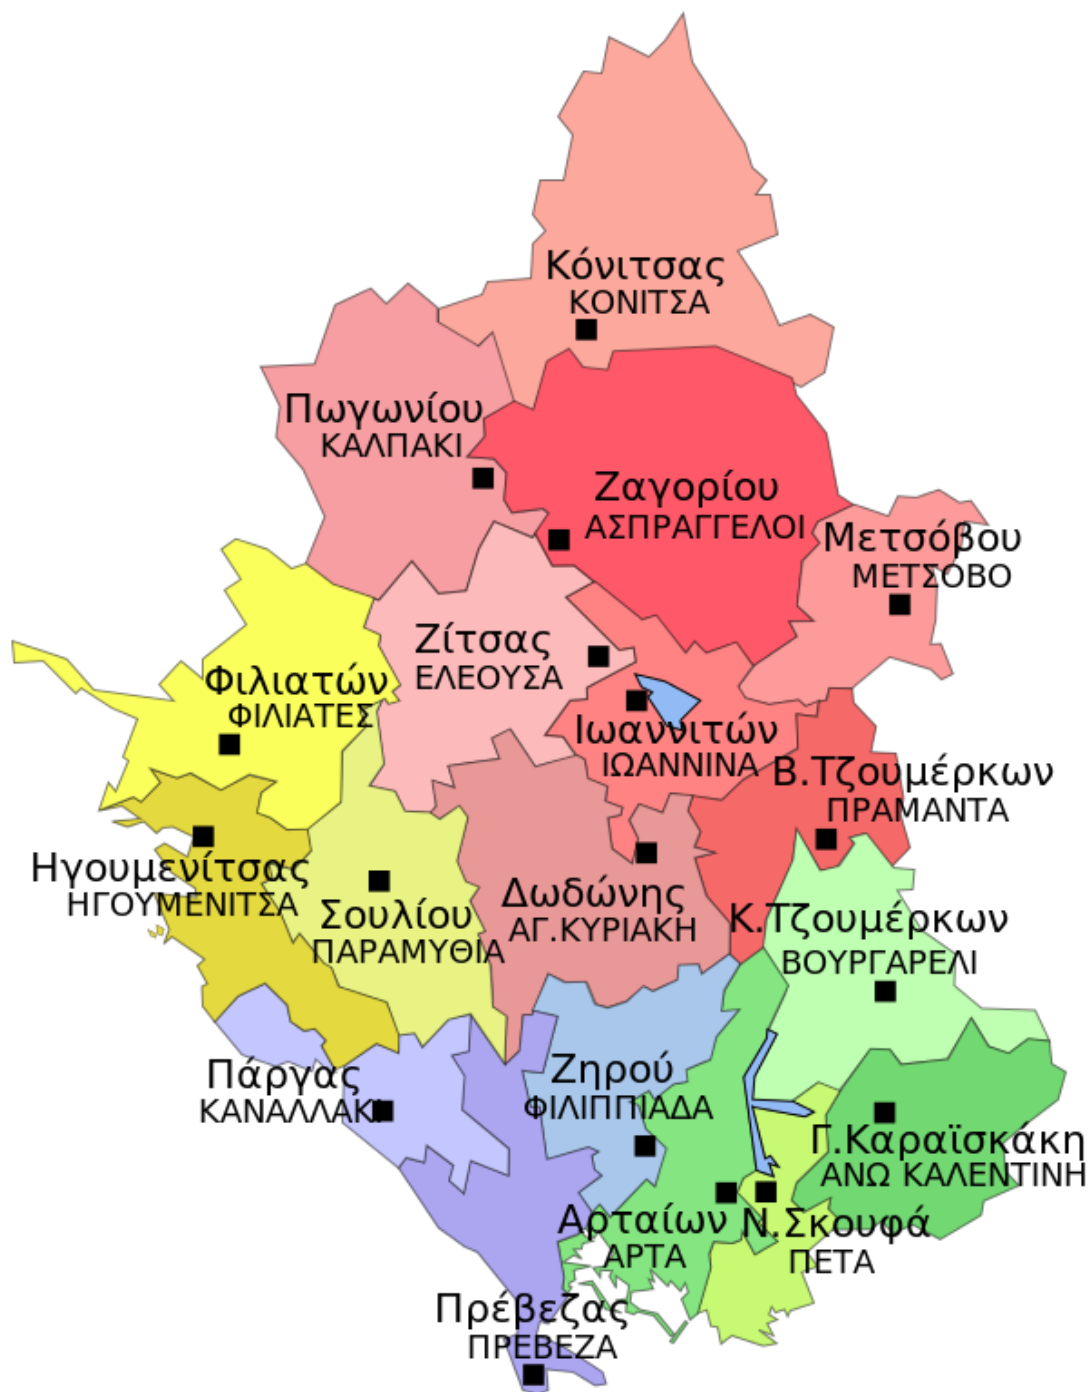 Κόνιτσας
ΚΟΝΙΤΣΑ
Πωγωνίου
ΚΑΛΠΑΚΙ
Ζαγορίου
ΑΣΠΡΑΓΓΕΛΟΙ
Μετσόβου
ΜΕΤΣΟΒΟ
Ζίτσας
ΕΛΕΟΥΣΑ
Φιλιατών
ΦΙΛΙΑΤΕΣ
Ιωαννιτών
ΙΩΑΝΝΙΝΑ
Β.Τζουμέρκων
ΠΡΑΜΑΝΤΑ
Ηγουμενίτσας
ΗΓΟΥΜΕΝΙΤΣΑ
Σουλίου
ΠΑΡΑΜΥΘΙΑ
Δωδώνης
ΑΓ.ΚΥΡΙΑΚΗ
Κ.Τζουμέρκων
ΒΟΥΡΓΑΡΕΛΙ
Πάργας
ΚΑΝΑΛΛΑΚΙ
Ζηρού
ΦΙΛΙΠΠΙΑΔΑ
Γ.Καραϊσκάκη
ΑΝΩ ΚΑΛΕΝΤΙΝΗ
Αρταίων
ΑΡΤΑ
Ν.Σκουφά
ΠΕΤΑ
Πρέβεζας
ΠΡΕΒΕΖΑ